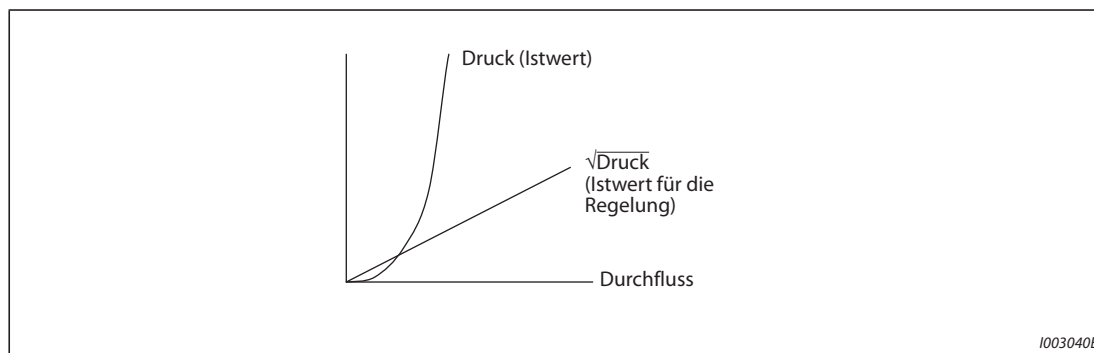 Druck (Istwert)
√Druck
(Istwert für die
Regelung)
Durchfluss
I003040E